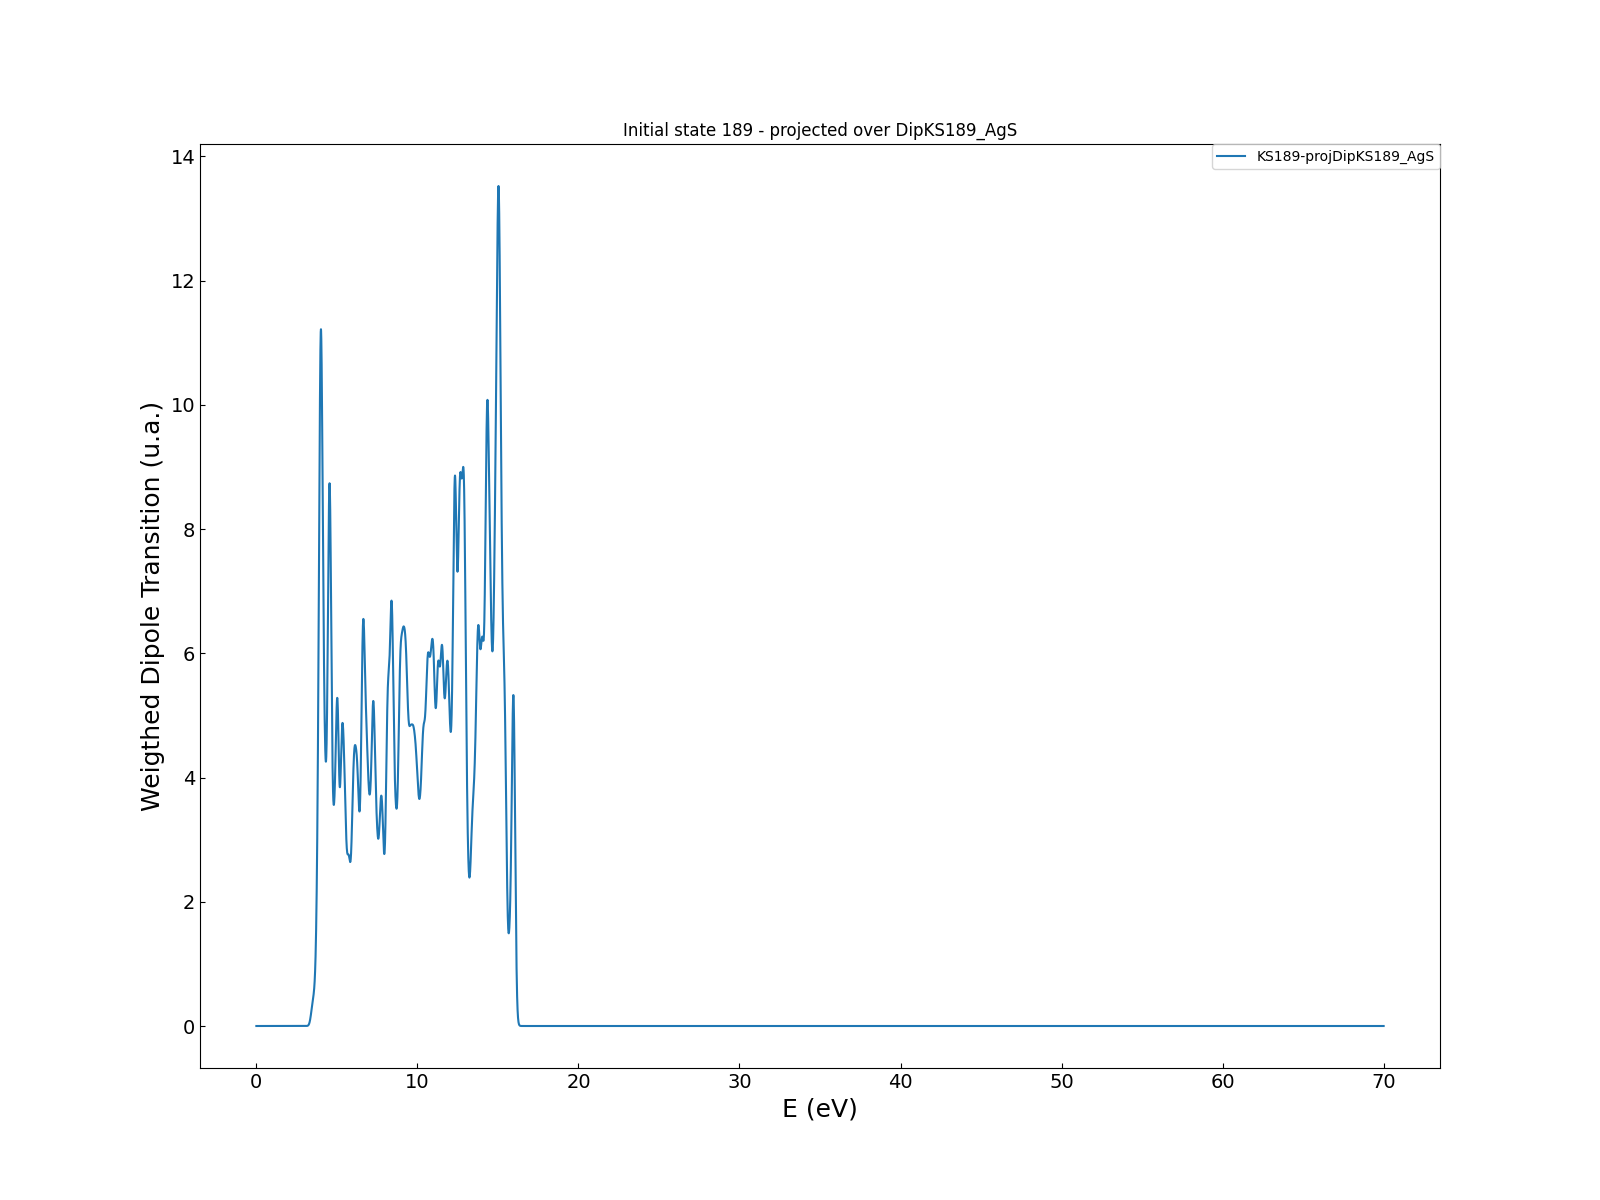 Initial state 189 - projected over DipKS189_AgS
KS189-projDipKS189_AgS
Weigthed Dipole Transition (u.a.)
14
12
10
8
6
4
2
0
0 10 20 30 40 50 60 70
E (eV)